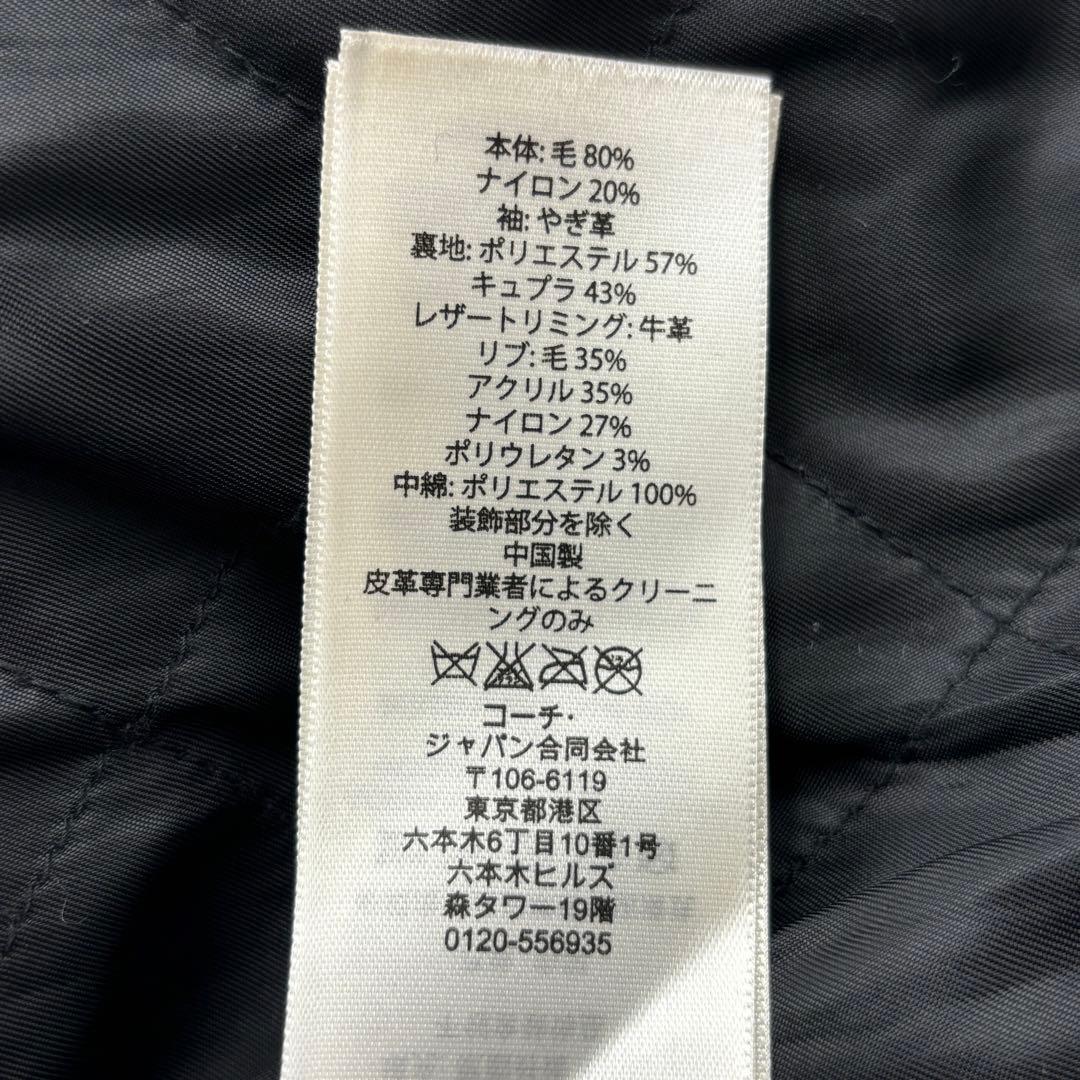 本体: 毛 80%
ナイロン 20%
袖: やぎ革
裏地: ポリエステル 57%
キュプラ 43%
レザートリミング: 牛革
リブ: 毛 35%
アクリル 35%
ナイロン 27%
ポリウレタン 3%
中綿: ポリエステル 100%
装飾部分を除く
中国製
皮革専門業者によるクリーニ
ングのみ
コーチ・
ジャパン合同会社
〒106-6119
東京都港区
六本木6丁目10番1号
六本木ヒルズ
森タワー19階
0120-556935